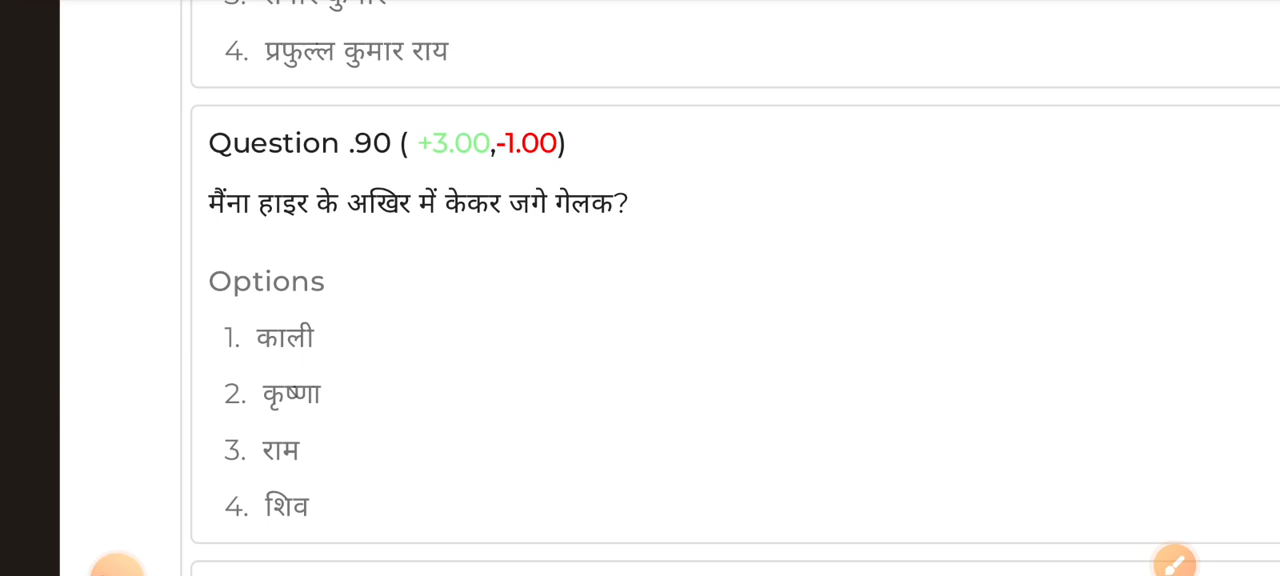 4. प्रफुल्ल कुमार राय
Question .90 ( +3.00,-1.00)
मैंना हाइर के अखिर में केकर जगे गेलक?
Options
1. काली
2. कृष्णा
3. राम
4. शिव